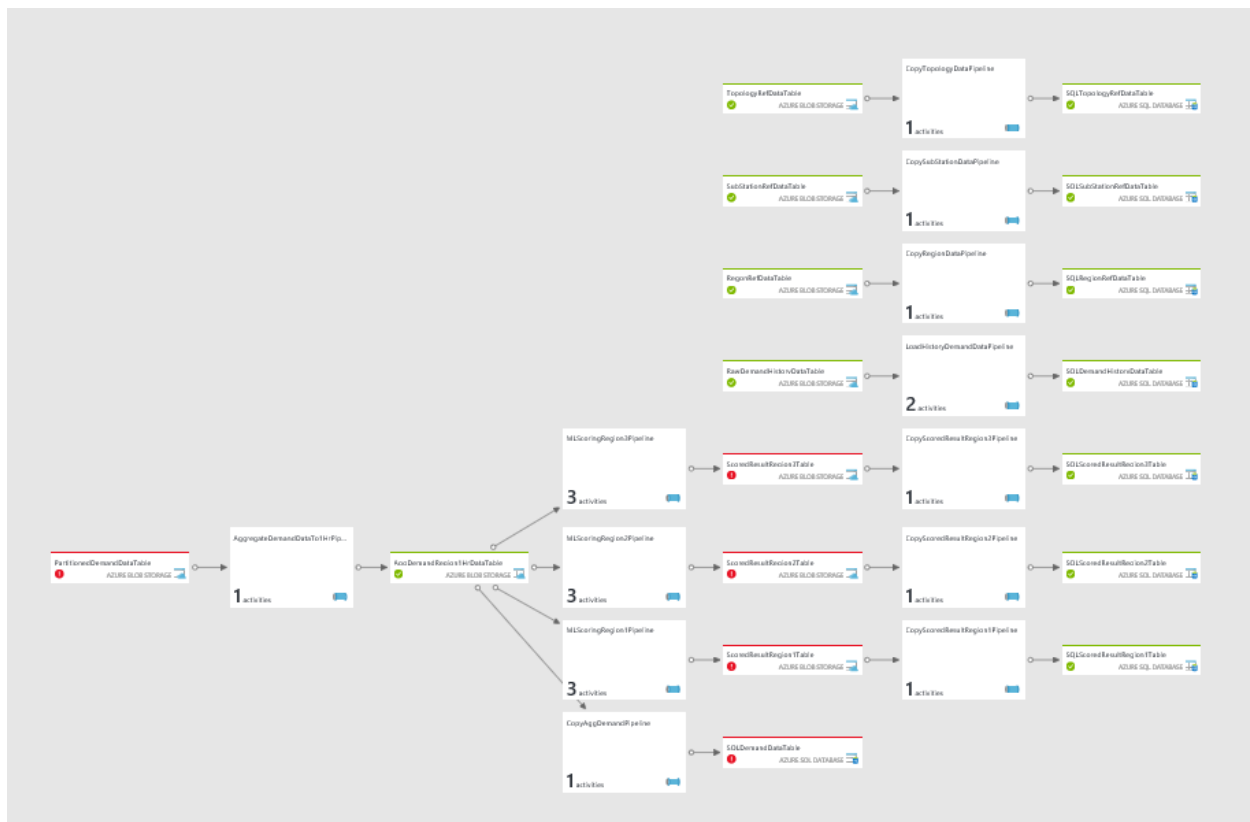 CopyTopologyDataPipeline
TopologyRefDataTable
AZURE BLOB STORAGE
SQLTopologyRefDataTable
AZURE SQL DATABASE
1 activities
CopySubStationDataPipeline
SubStationRefDataTable
AZURE BLOB STORAGE
SQLSubStationRefDataTable
AZURE SQL DATABASE
1 activities
CopyRegionDataPipeline
RegonRefDataTable
AZURE BLOB STORAGE
SQLRegionRefDataTable
AZURE SQL DATABASE
1 activities
LoadHistoryDemandDataPipeline
RawDemandHistoryDataTable
AZURE BLOB STORAGE
SQLDemandHistoryDataTable
AZURE SQL DATABASE
2 activities
MLScoringRegion3Pipeline
CopyScoredResultRegion3Pipeline
ScoredResultRegion3Table
AZURE BLOB STORAGE
SQLScoredResultRegion3Table
AZURE SQL DATABASE
3 activities
1 activities
AggregateDemandDataTo1HrPip...
MLScoringRegion2Pipeline
CopyScoredResultRegion2Pipeline
PartitionedDemandDataTable
AZURE BLOB STORAGE
AggDemandRegion1HrDataTable
AZURE BLOB STORAGE
ScoredResultRegion2Table
AZURE BLOB STORAGE
SQLScoredResultRegion2Table
AZURE SQL DATABASE
1 activities
3 activities
1 activities
MLScoringRegion1Pipeline
CopyScoredResultRegion1Pipeline
ScoredResultRegion1Table
AZURE BLOB STORAGE
SQLScoredResultRegion1Table
AZURE SQL DATABASE
3 activities
1 activities
CopyAggDemandPipeline
SQLDemandDataTable
AZURE SQL DATABASE
1 activities